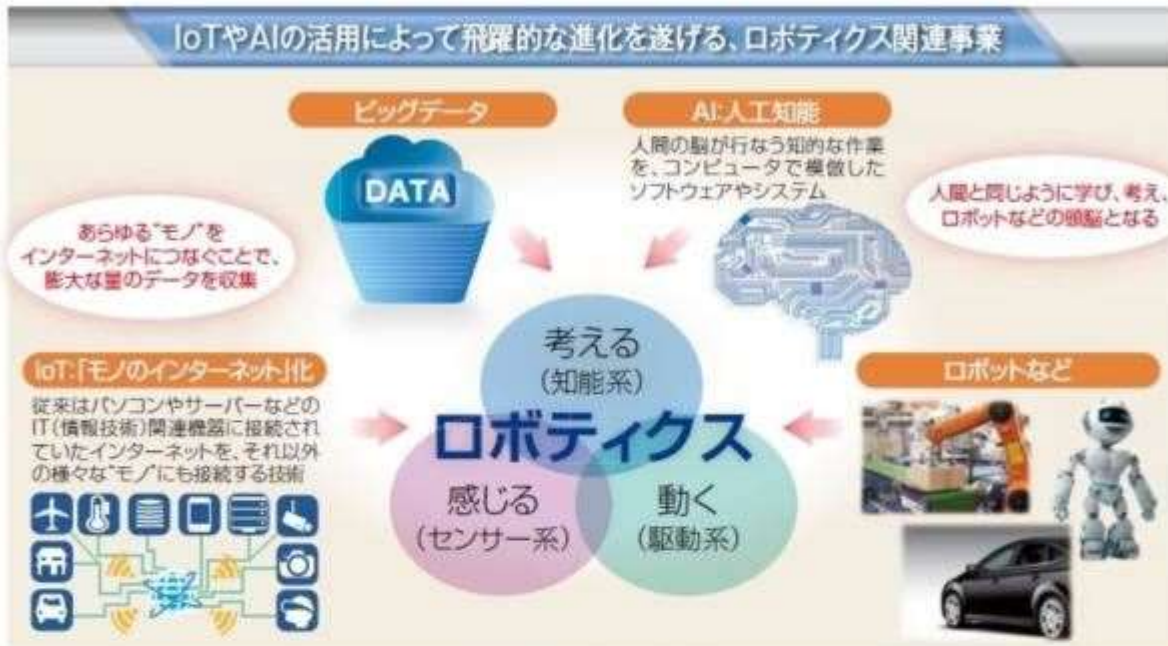 IoTやAIの活用によって飛躍的な進化を遂げる、ロボティクス関連事業
ビッグデータ
DATA
AI:人工知能
人間の脳が行なう知的な作業
を、コンピュータで模倣した
ソフトウェアやシステム
人間と同じように学び、考え、
ロボットなどの頭脳となる
あらゆる“モノ”を
インターネットにつなぐことで、
膨大な量のデータを収集
IoT:「モノのインターネット」化
従来はパソコンやサーバーなどの
IT(情報技術)関連機器に接続され
ていたインターネットを、それ以外
の様々な“モノ”にも接続する技術
考える
(知能系)
ロボティクス
感じる
(センサー系)
動く
(駆動系)
ロボットなど